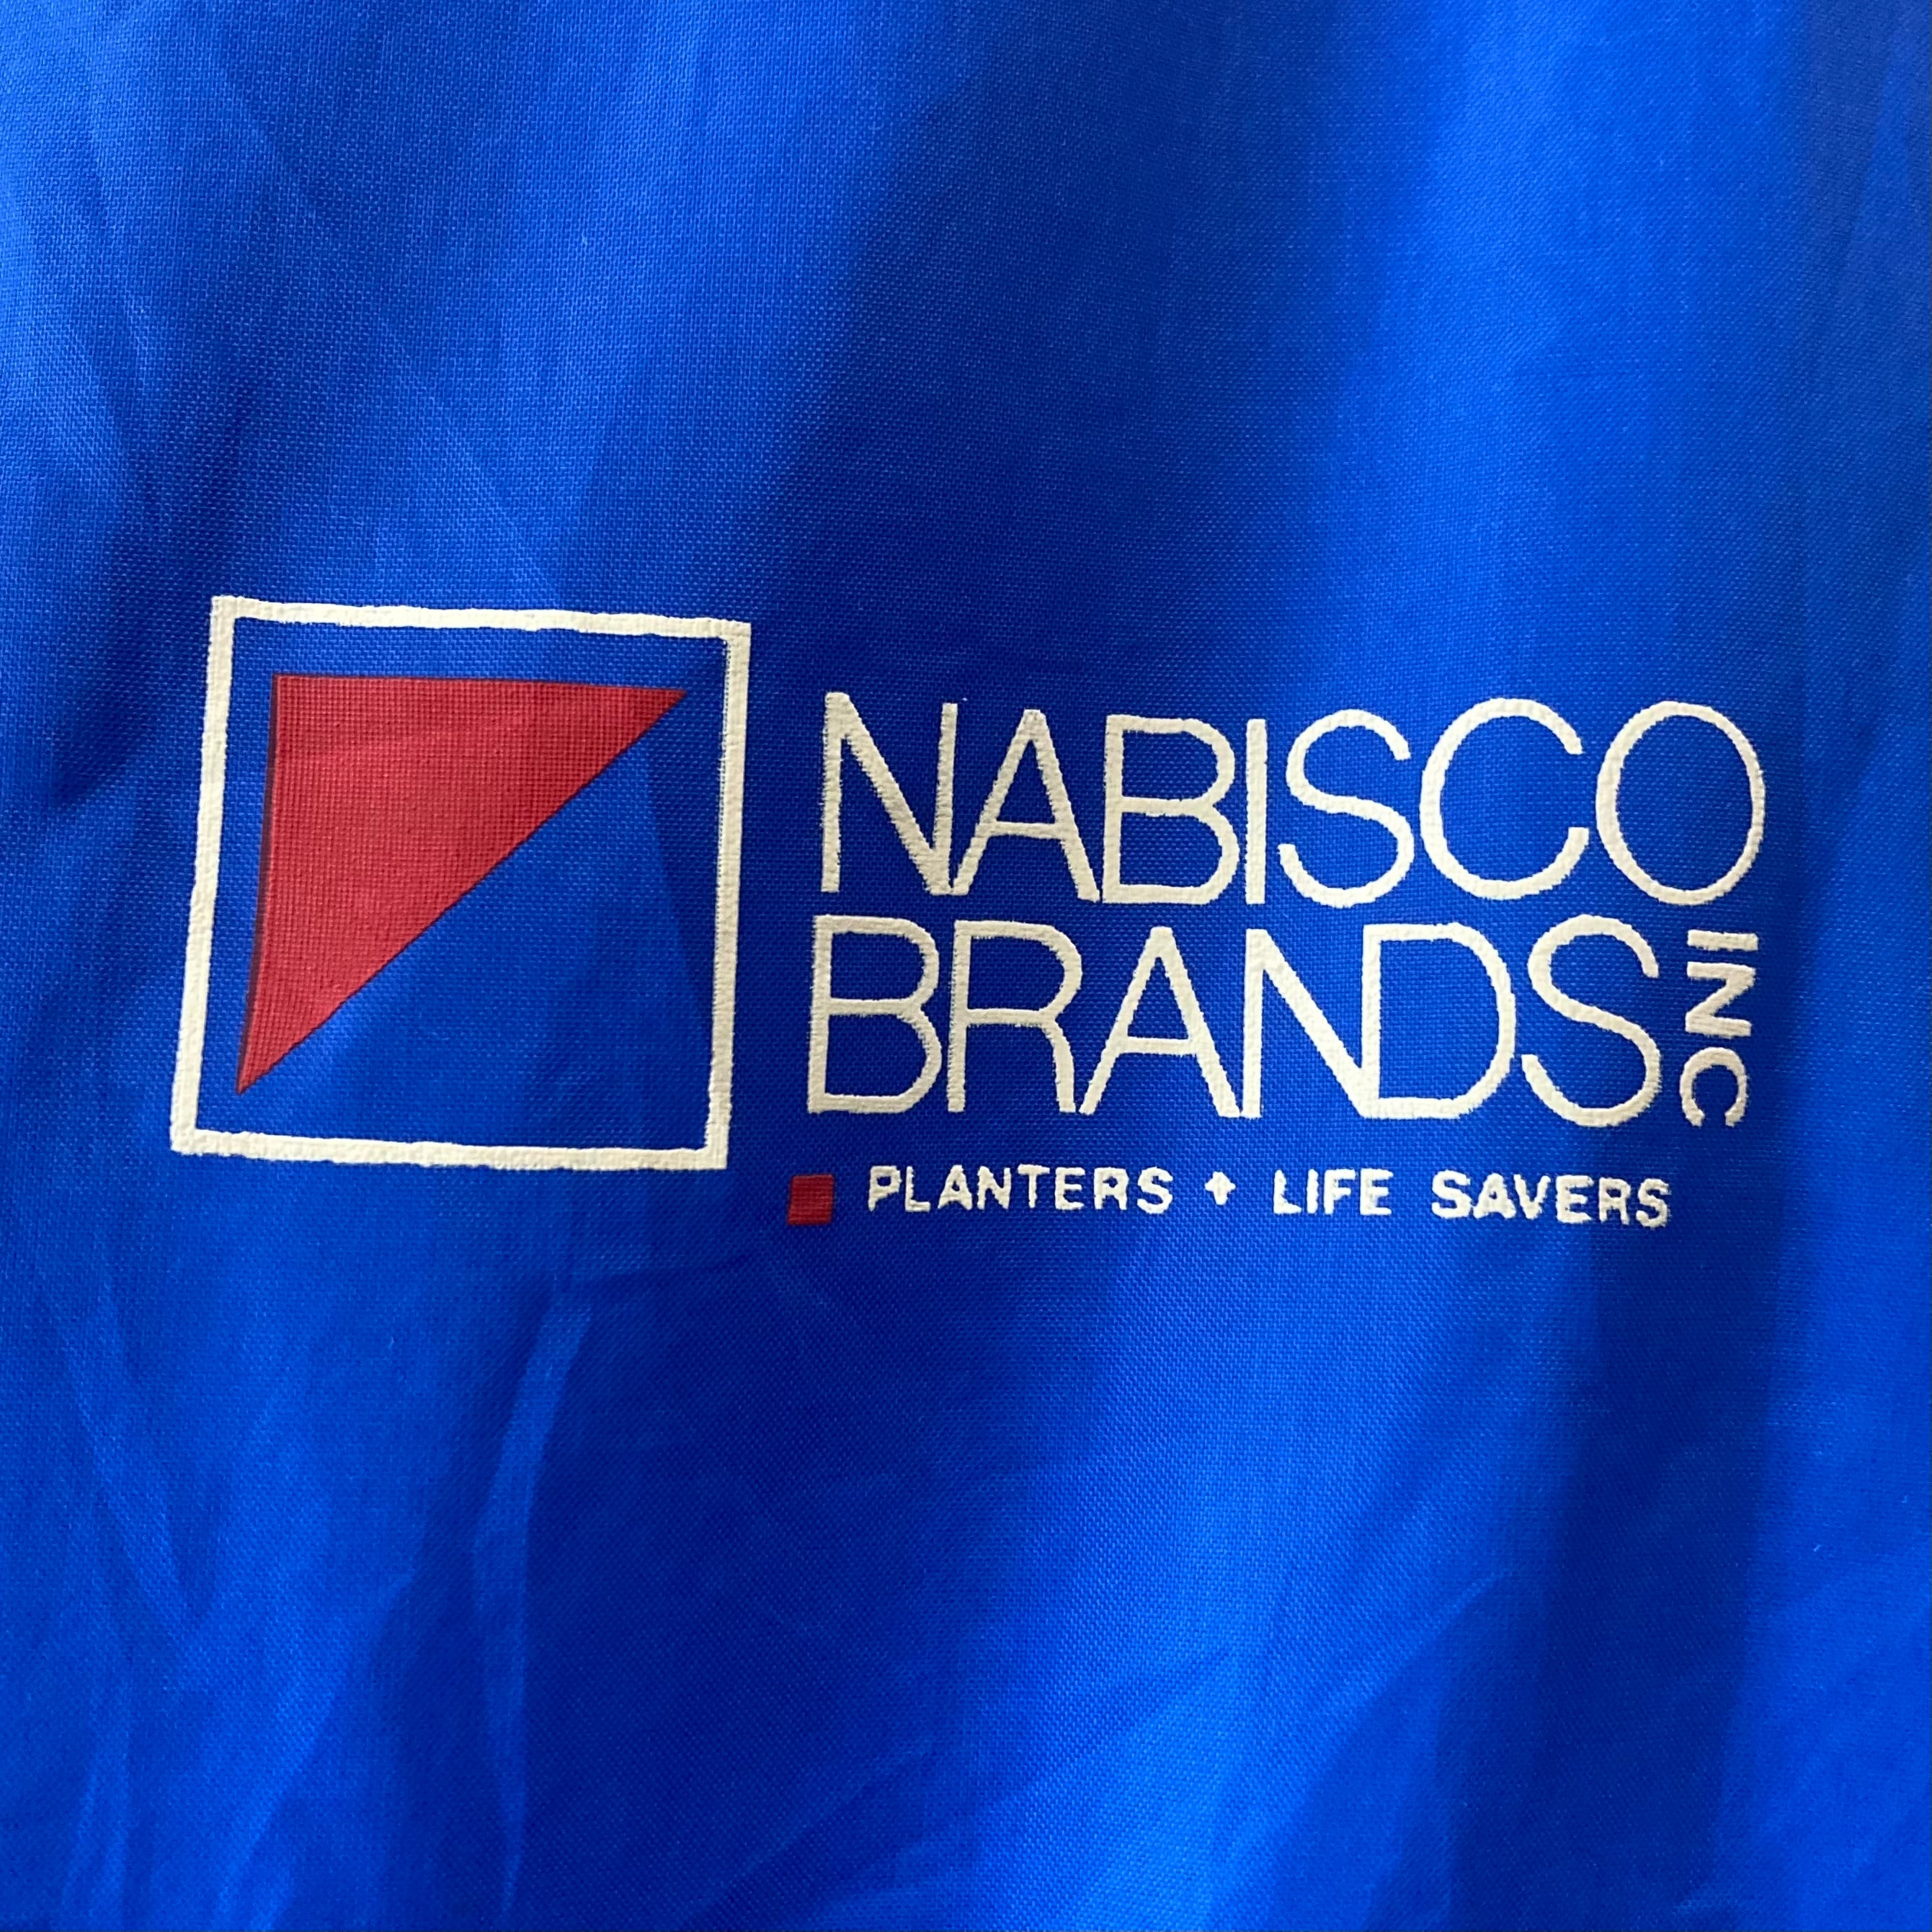 NABISCO
BRANDS INC
PLANTERS + LIFE SAVERS